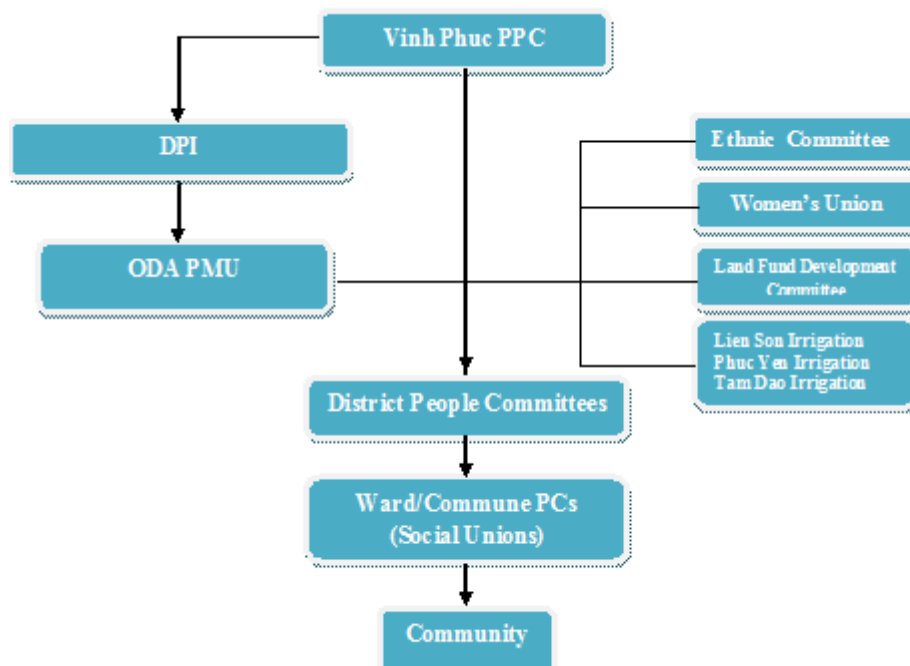 Vinh Phuc PPC
DPI
ODA PMU
Ethnic Committee
Women's Union
Land Fund Development
Committee
Lien Son Irrigation
Phuc Yen Irrigation
Tam Dao Irrigation
District People Committees
Ward/Commune PCs
(Social Unions)
Community